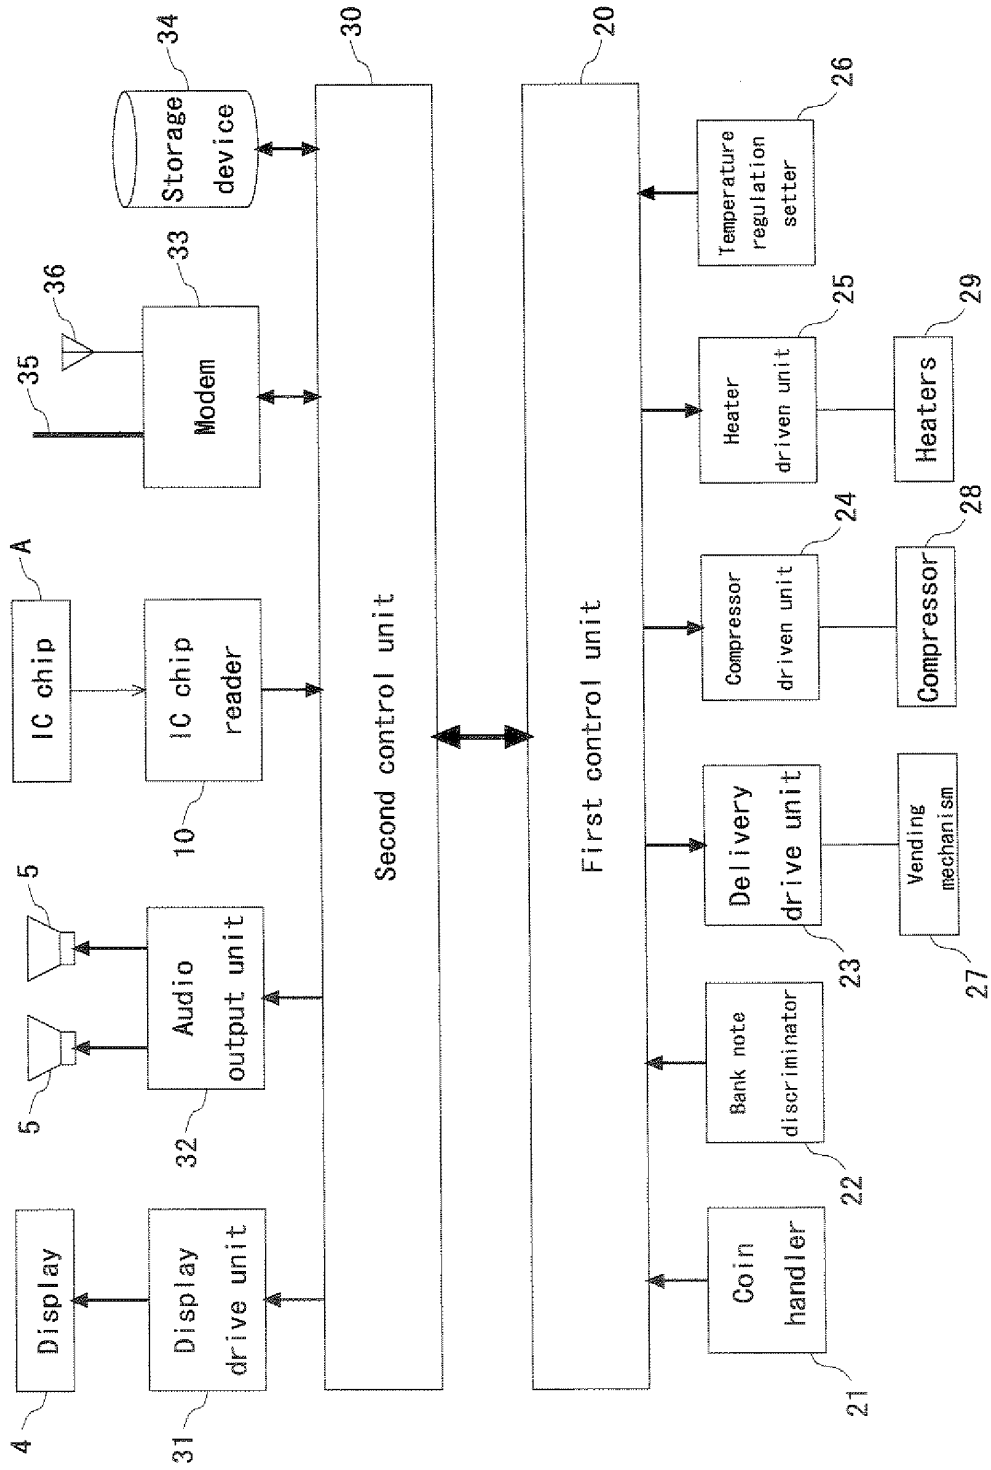 4
Display
5
5
IC chip
A
35
36
34
Display
drive unit
31
Audio
output unit
32
IC chip
reader
10
Modem
33
Storage
device
Second control unit
30
First control unit
20
Coin
handler
21
Bank note
discriminator
22
Delivery
drive unit
23
Compressor
driven unit
24
Heater
driven unit
25
Temperature
regulation
setter
26
Vending
mechanism
27
Compressor
28
Heaters
29